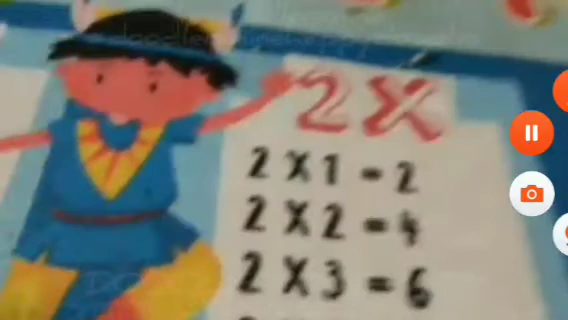 2X
2 X 1 = 2
2 X 2 = 4
2 X 3 = 6